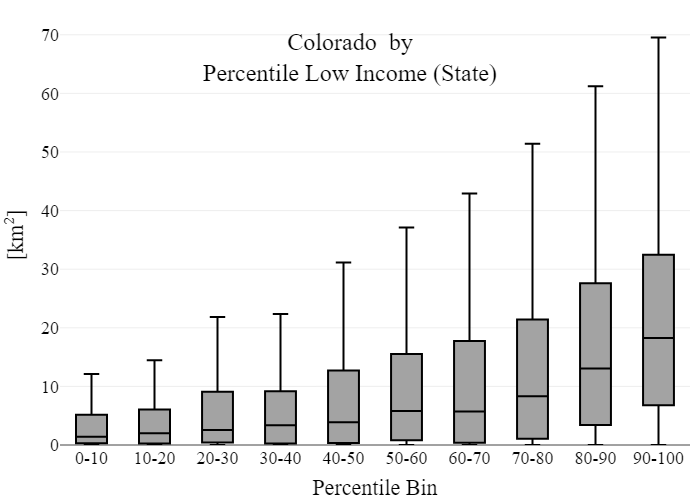 Colorado  by
Percentile Low Income (State)
70
60
50
40
30
20
10
0
[km²]
0-10 10-20 20-30 30-40 40-50 50-60 60-70 70-80 80-90 90-100
Percentile Bin